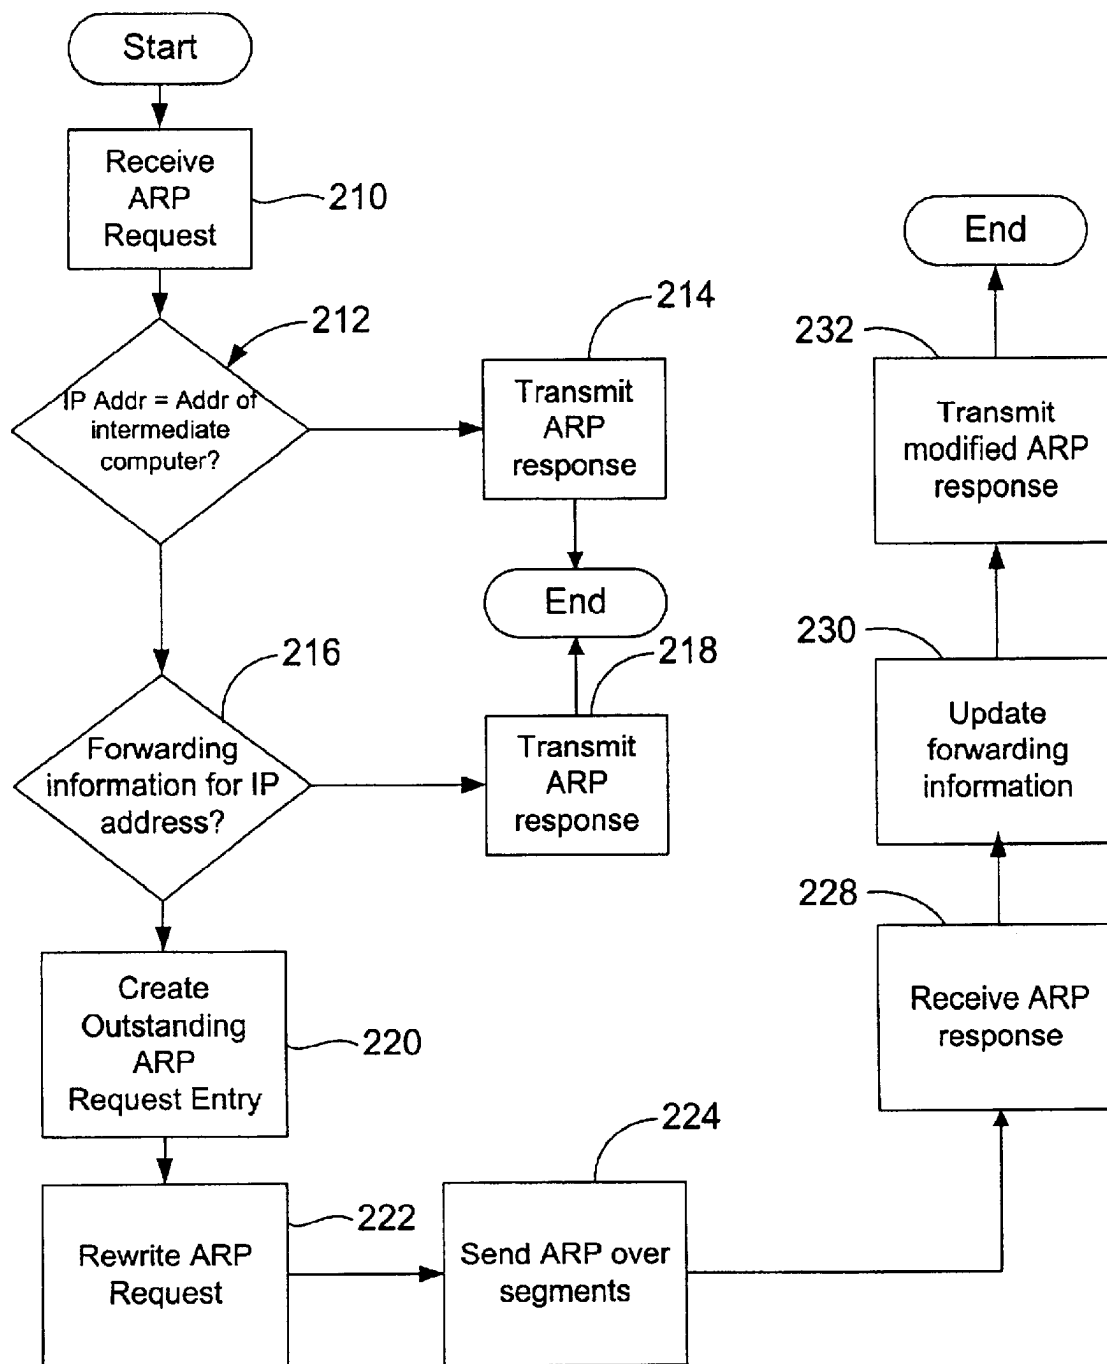 Start
Receive
ARP
Request
210
212
IP Addr = Addr of
intermediate
computer?
214
Transmit
ARP
response
End
216
Forwarding
information for IP
address?
218
Transmit
ARP
response
Create
Outstanding
ARP
Request Entry
220
Rewrite ARP
Request
222
224
Send ARP over
segments
228
Receive ARP
response
230
Update
forwarding
information
232
Transmit
modified ARP
response
End